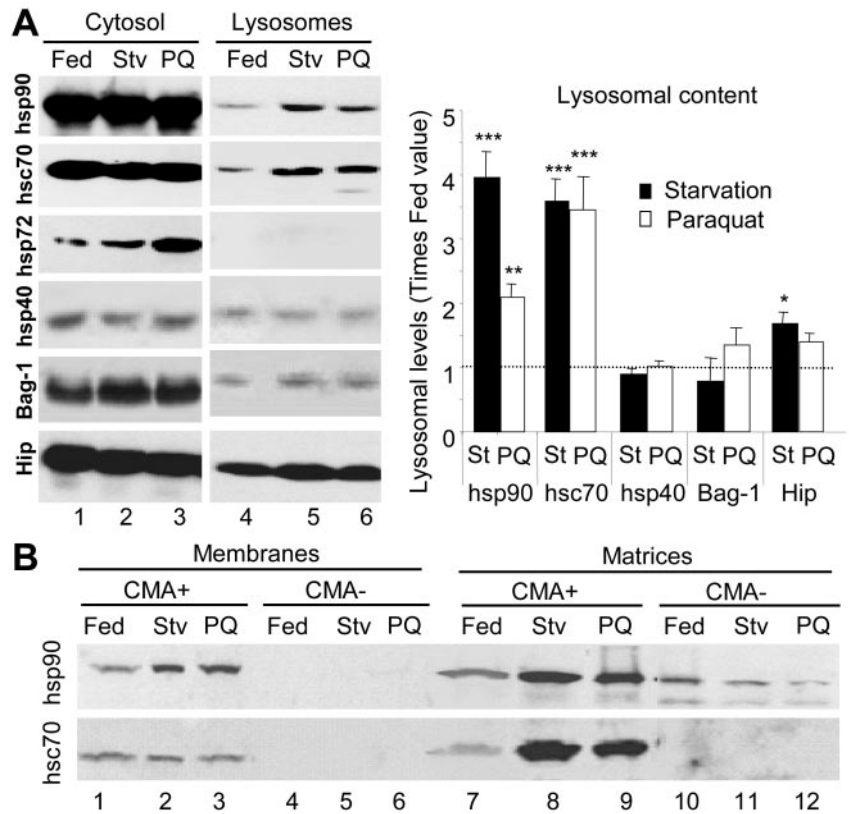 A
Cytosol Lysosomes
Fed Stv PQ Fed Stv PQ
hsp90
hsc70
hsp72
hsp40
Bag-1
Hip
1 2 3 4 5 6
Lysosomal content
Lysosomal levels (Times Fed value)
5
4
3
2
1
0
*** *** *** ** *
Starvation
Paraquat
St PQ St PQ St PQ St PQ St PQ
hsp90 hsc70 hsp40 Bag-1 Hip
B
Membranes Matrices
CMA+ CMA- CMA+ CMA-
Fed Stv PQ Fed Stv PQ Fed Stv PQ Fed Stv PQ
hsp90
hsc70
1 2 3 4 5 6 7 8 9 10 11 12